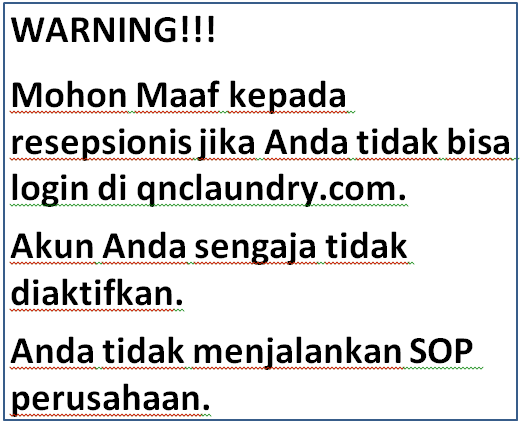 WARNING!!!
Mohon Maaf kepada
resepsionis jika Anda tidak bisa
login di qnclaundry.com.
Akun Anda sengaja tidak
diaktifkan.
Anda tidak menjalankan SOP
perusahaan.